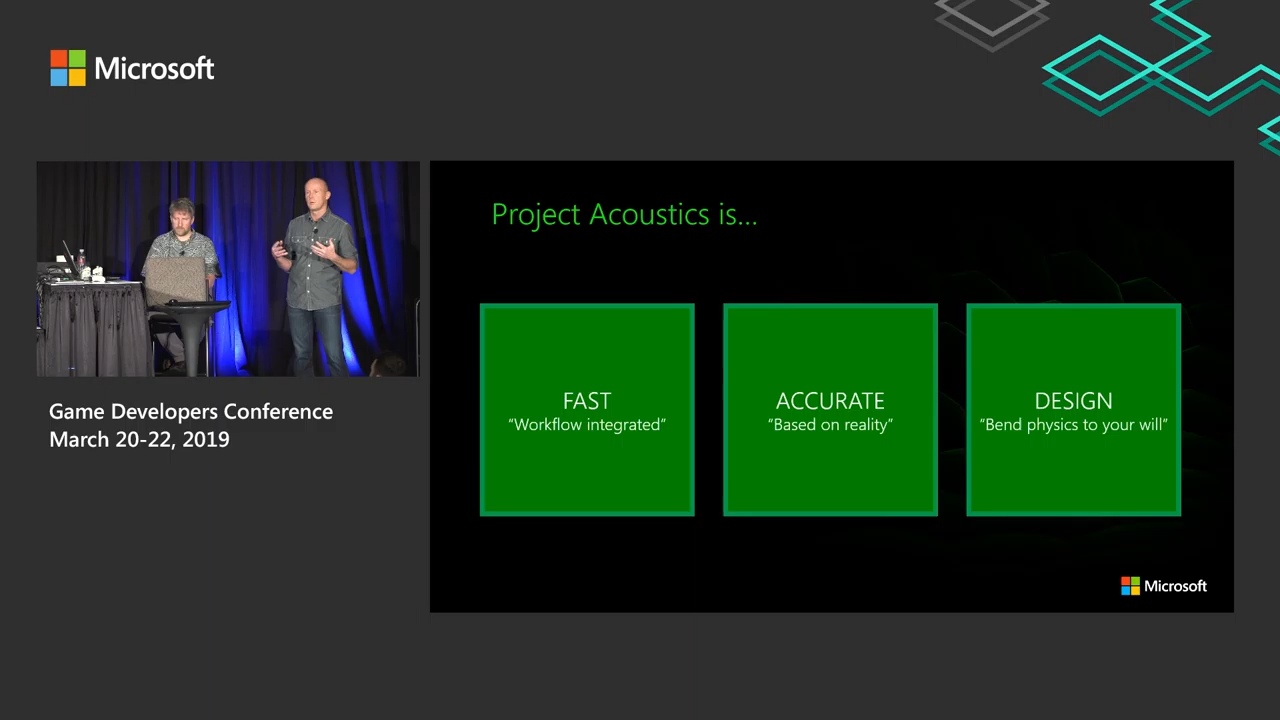 Microsoft
Game Developers Conference
March 20-22, 2019
Project Acoustics is...
FAST
“Workflow integrated”
ACCURATE
“Based on reality”
DESIGN
“Bend physics to your will”
Microsoft